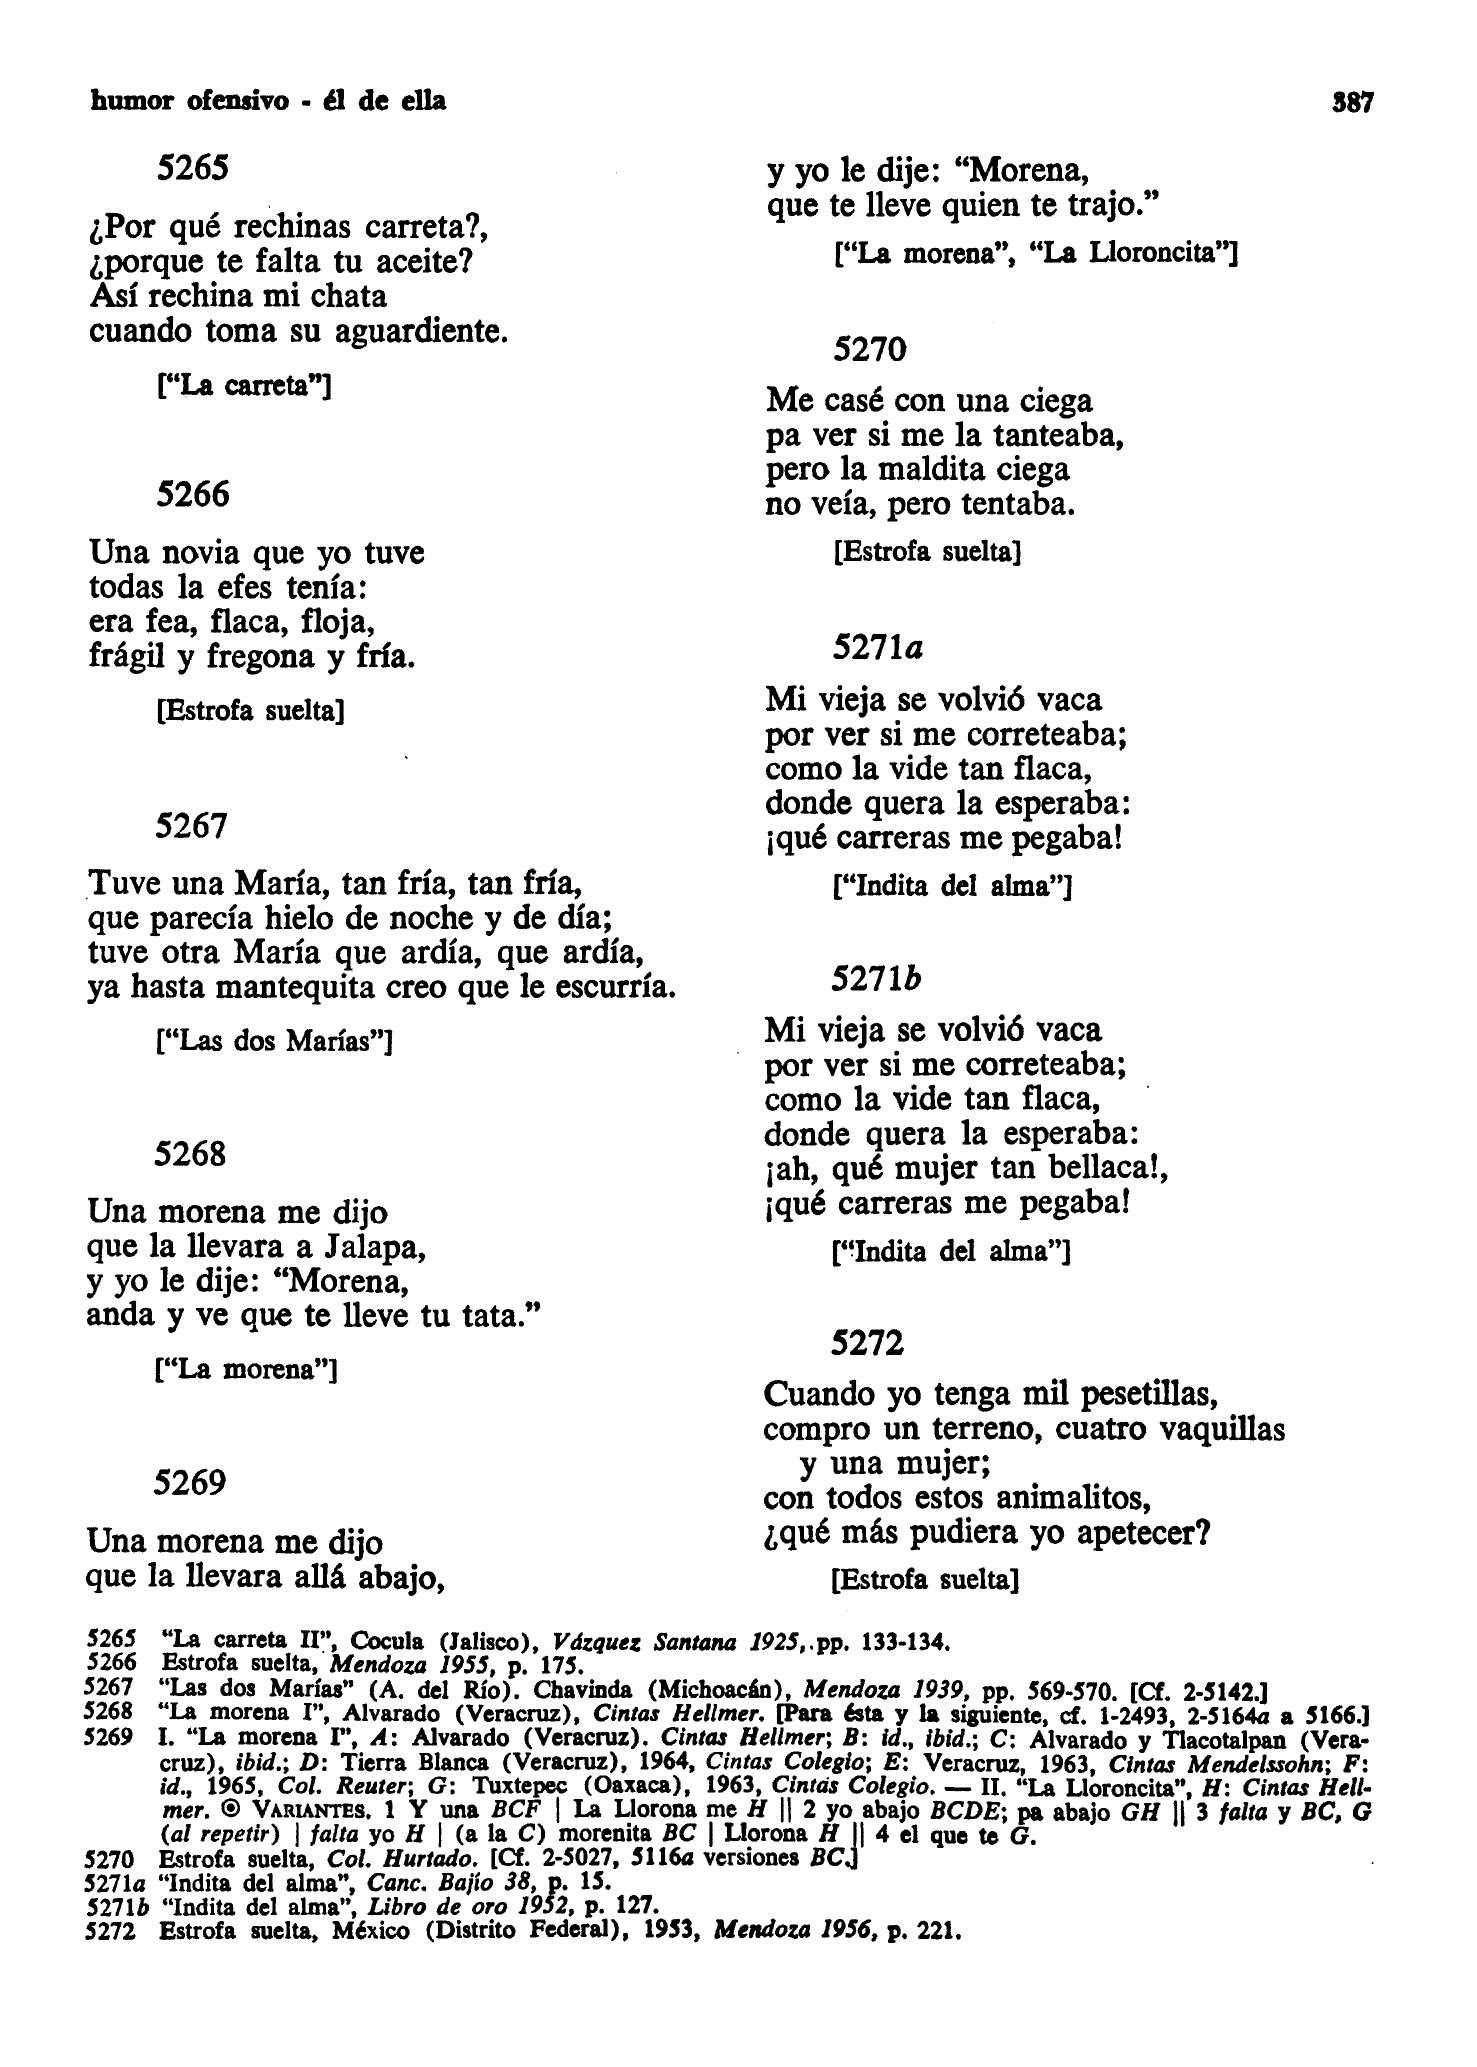 humor ofensivo - él de ella 387
5265
¿Por qué rechinas carreta?,
¿porque te falta tu aceite?
Así rechina mi chata
cuando toma su aguardiente.
[“La carreta”]
5266
Una novia que yo tuve
todas la efes tenía:
era fea, flaca, floja,
frágil y fregona y fría.
[Estrofa suelta]
5267
Tuve una María, tan fría, tan fría,
que parecía hielo de noche y de día;
tuve otra María que ardía, que ardía,
ya hasta mantequita creo que le escurría.
[“Las dos Marías”]
5268
Una morena me dijo
que la llevara a Jalapa,
y yo le dije: “Morena,
anda y ve que te lleve tu tata.”
[“La morena”]
5269
Una morena me dijo
que la llevara allá abajo,
y yo le dije: “Morena,
que te lleve quien te trajo.”
[“La morena”, “La Lloroncita”]
5270
Me casé con una ciega
pa ver si me la tanteaba,
pero la maldita ciega
no veía, pero tentaba.
[Estrofa suelta]
5271a
Mi vieja se volvió vaca
por ver si me correteaba;
como la vide tan flaca,
donde quera la esperaba:
¡qué carreras me pegaba!
[“Indita del alma”]
5271b
Mi vieja se volvió vaca
por ver si me correteaba;
como la vide tan flaca,
donde quera la esperaba:
¡ah, qué mujer tan bellaca!,
¡qué carreras me pegaba!
[“Indita del alma”]
5272
Cuando yo tenga mil pesetillas,
compro un terreno, cuatro vaquillas
y una mujer;
con todos estos animalitos,
¿qué más pudiera yo apetecer?
[Estrofa suelta]
5265 “La carreta II”, Cocula (Jalisco), Vázquez Santana 1925, pp. 133-134.
5266 Estrofa suelta, Mendoza 1955, p. 175.
5267 “Las dos Marías” (A. del Río). Chavinda (Michoacán), Mendoza 1939, pp. 569-570. [Cf. 2-5142.]
5268 “La morena I”, Alvarado (Veracruz), Cintas Hellmer. [Para ésta y la siguiente, cf. 1-2493, 2-5164a a 5166.]
5269 I. “La morena I”, A: Alvarado (Veracruz). Cintas Hellmer; B: id., ibid.; C: Alvarado y Tlacotalpan (Vera-
cruz), ibid.; D: Tierra Blanca (Veracruz), 1964, Cintas Colegio; E: Veracruz, 1963, Cintas Mendelssohn; F:
id., 1965, Col. Reuter; G: Tuxtepec (Oaxaca), 1963, Cintas Colegio. — II. “La Lloroncita”, H: Cintas Hell-
mer. ® VARIANTES. 1 Y una BCF | La Llorona me H || 2 yo abajo BCDE; pa abajo GH || 3 falta y BC, G
(al repetir) | falta yo H | (a la C) morenita BC | Llorona H || 4 el que te G.
5270 Estrofa suelta, Col. Hurtado. [Cf. 2-5027, 5116a versiones BC.]
5271a “Indita del alma”, Canc. Bajío 38, p. 15.
5271b “Indita del alma”, Libro de oro 1952, p. 127.
5272 Estrofa suelta, México (Distrito Federal), 1953, Mendoza 1956, p. 221.